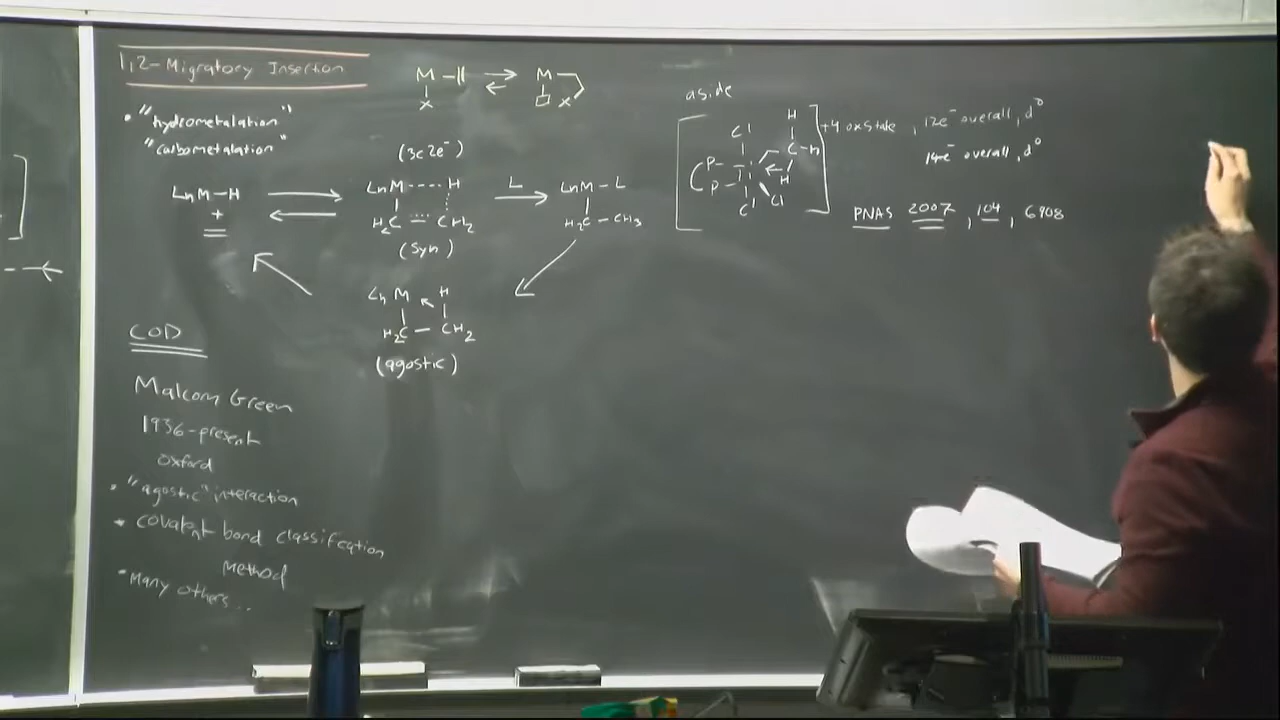 1,2-Migratory Insertion
M-|| ⇌ M
X
□ X
• "hydrometalation"
"carbometalation"
(3c2e⁻)
LnM-H
+
=
LnM----H
H₂C ··· CH₂
(syn)
L
LnM-L
H₂C-CH₃
LnM H
H₂C-CH₂
(agostic)
COD
Malcom Green
1936-present
Oxford
• "agostic" interaction
• Covalent bond classification
Method
• Many others...
aside
H
Cl
C-H
P
T i
P
H
Cl
Cl
+4 ox state, 12e⁻ overall, d⁰
14e⁻ overall, d⁰
PNAS 2007, 104, 6908